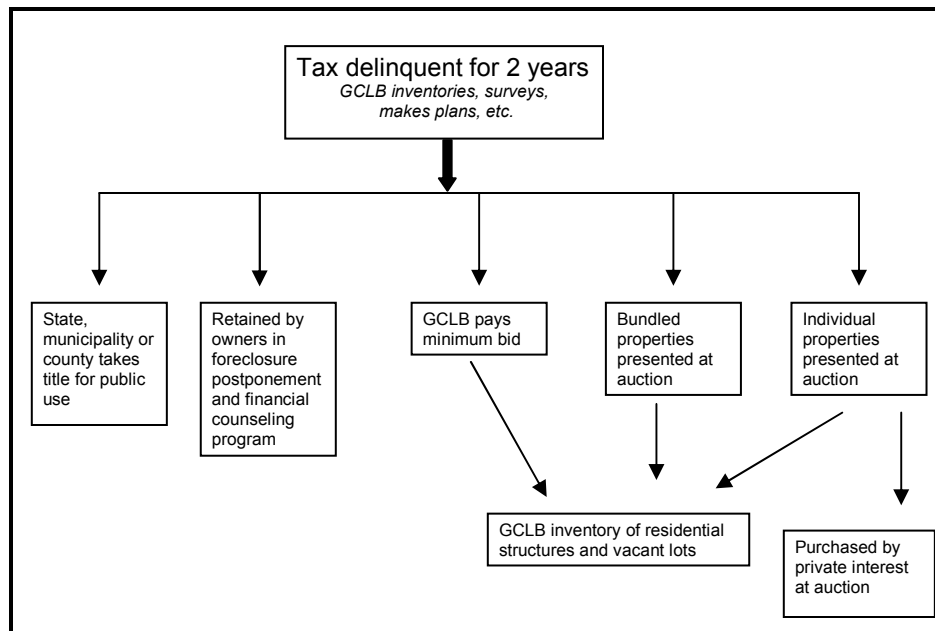 Tax delinquent for 2 years
GCLB inventories, surveys,
makes plans, etc.
State,
municipality or
county takes
title for public
use
Retained by
owners in
foreclosure
postponement
and financial
counseling
program
GCLB pays
minimum bid
Bundled
properties
presented at
auction
Individual
properties
presented at
auction
GCLB inventory of residential
structures and vacant lots
Purchased by
private interest
at auction